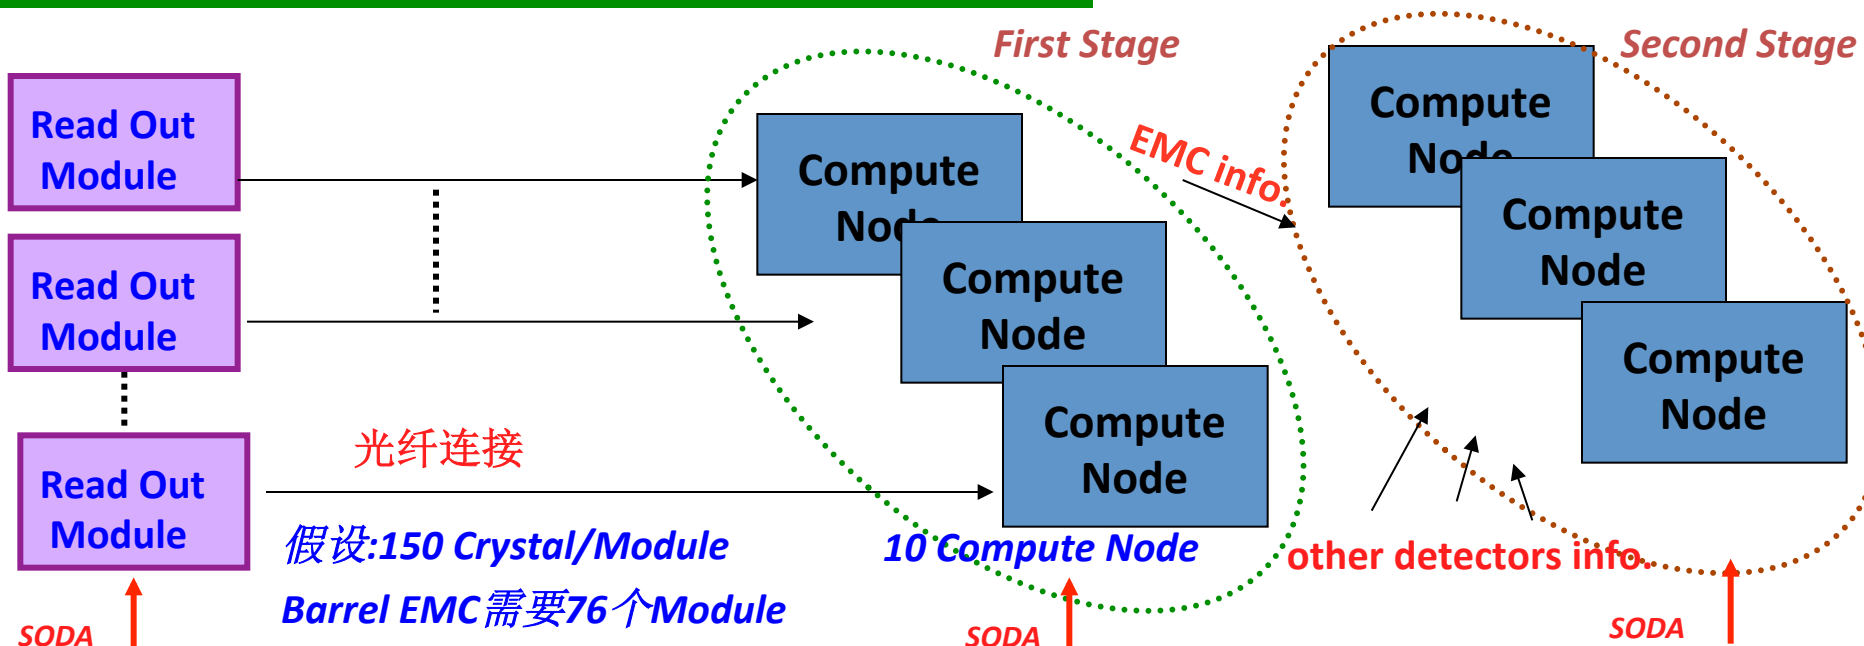 First Stage
Second Stage
Read Out
Module
Compute
Node
EMC info.
Compute
Node
Read Out
Module
Compute
Node
Compute
Node
光纤连接
Read Out
Module
Compute
Node
Compute
Node
假设:150 Crystal/Module
10 Compute Node
other detectors info.
Barrel EMC需要76个Module
SODA
SODA
SODA